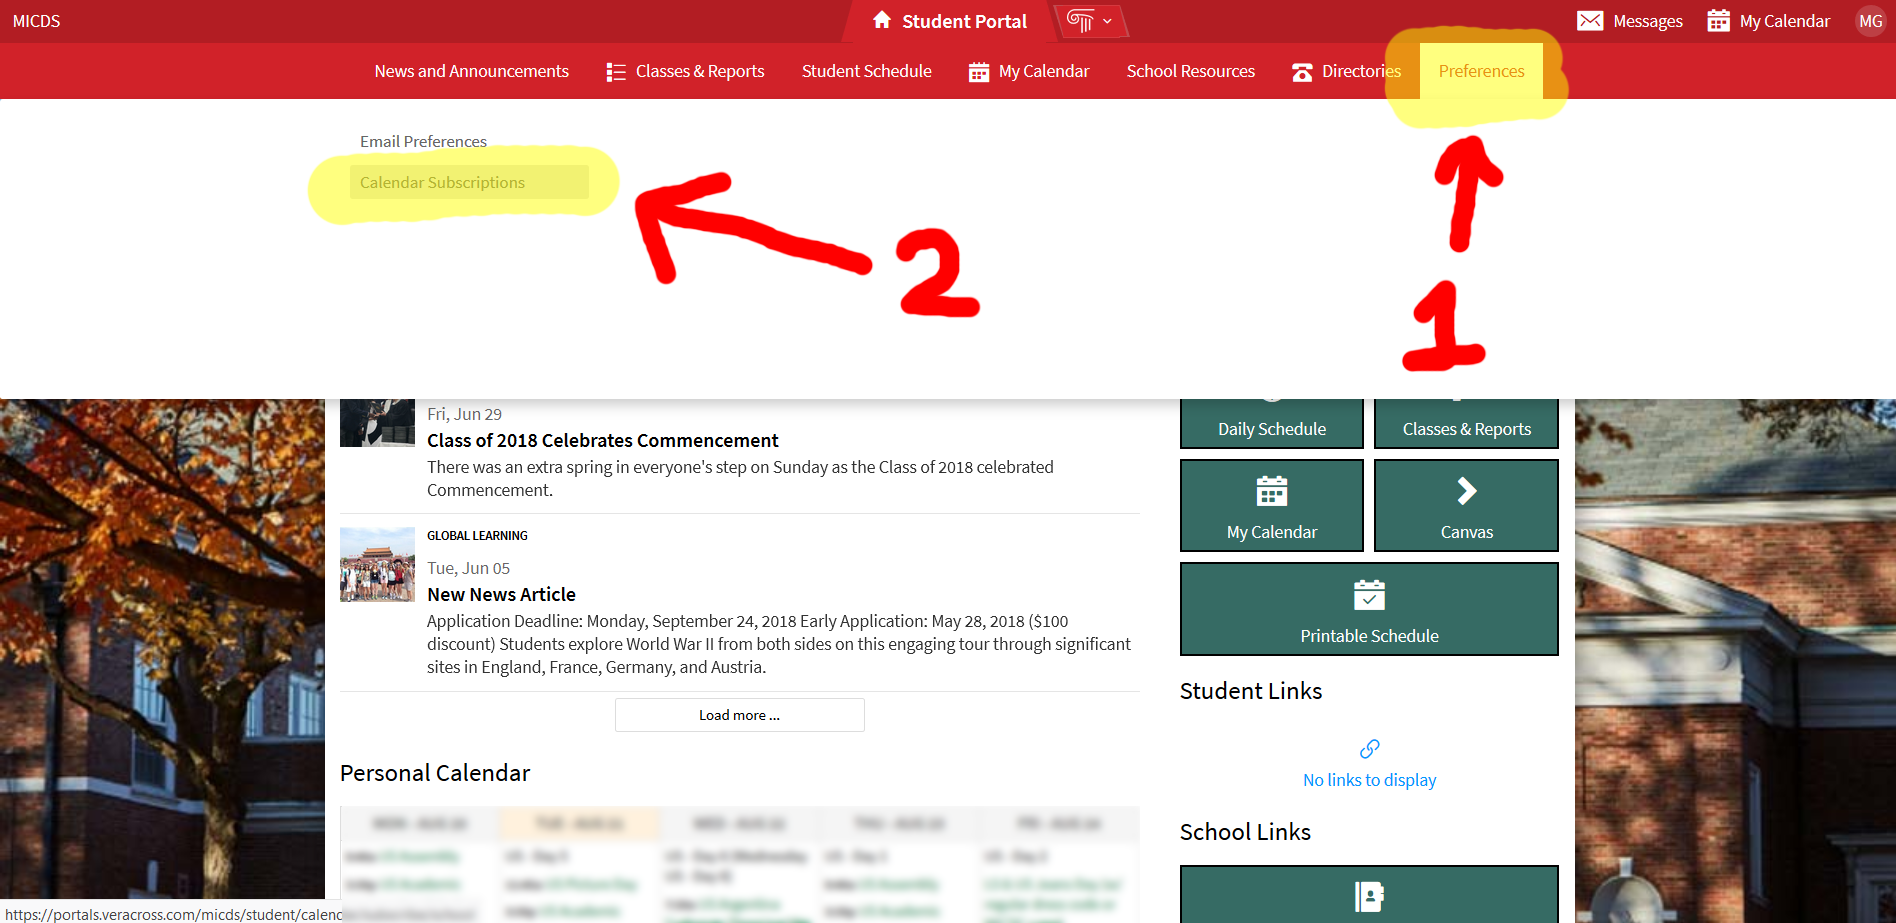 MICDS
Student Portal
Messages
My Calendar
MG
News and Announcements
Classes & Reports
Student Schedule
My Calendar
School Resources
Directories
Preferences
Email Preferences
Calendar Subscriptions
2
1
Fri, Jun 29
Class of 2018 Celebrates Commencement
There was an extra spring in everyone's step on Sunday as the Class of 2018 celebrated
Commencement.
GLOBAL LEARNING
Tue, Jun 05
New News Article
Application Deadline: Monday, September 24, 2018 Early Application: May 28, 2018 ($100
discount) Students explore World War II from both sides on this engaging tour through significant
sites in England, France, Germany, and Austria.
Load more ...
Personal Calendar
Daily Schedule
Classes & Reports
My Calendar
Canvas
Printable Schedule
Student Links
No links to display
School Links
https://portals.veracross.com/micds/student/calend